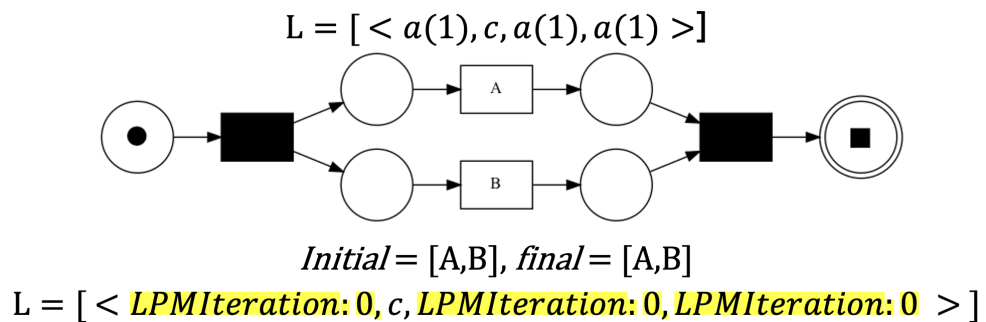 L = [ < a(1), c, a(1), a(1) >]
A
B
Initial = [A,B], final = [A,B]
L = [ < LPMIteration: 0, c, LPMIteration: 0, LPMIteration: 0 > ]